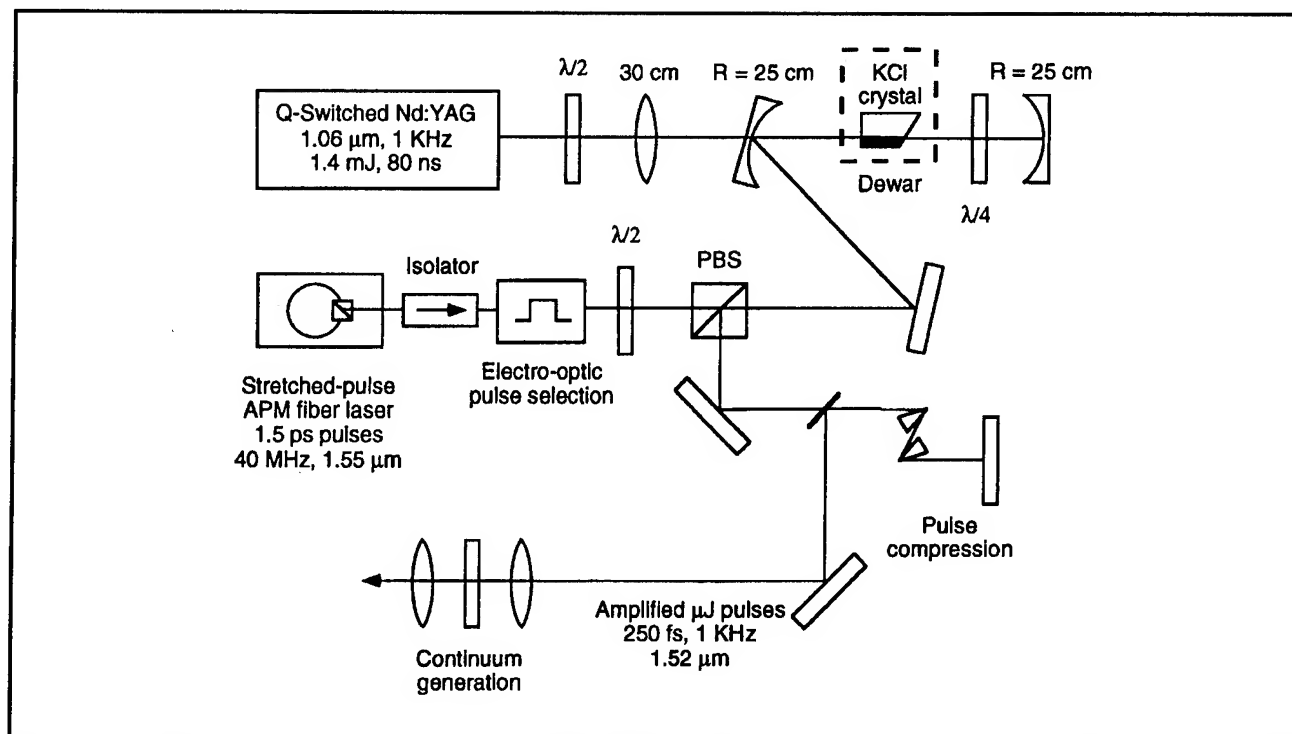 λ/2
30 cm
R = 25 cm
KCl
crystal
R = 25 cm
Q-Switched Nd:YAG
1.06 μm, 1 KHz
1.4 mJ, 80 ns
Dewar
λ/4
λ/2
PBS
Isolator
Electro-optic
pulse selection
Stretched-pulse
APM fiber laser
1.5 ps pulses
40 MHz, 1.55 μm
Pulse
compression
Amplified μJ pulses
250 fs, 1 KHz
1.52 μm
Continuum
generation